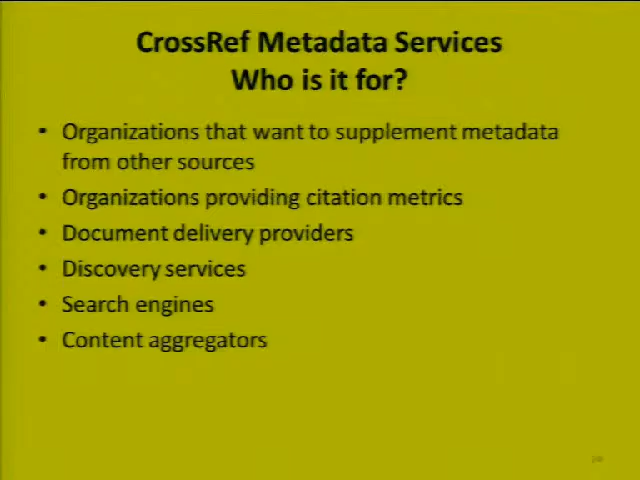 CrossRef Metadata Services
Who is it for?
• Organizations that want to supplement metadata
from other sources
• Organizations providing citation metrics
• Document delivery providers
• Discovery services
• Search engines
• Content aggregators